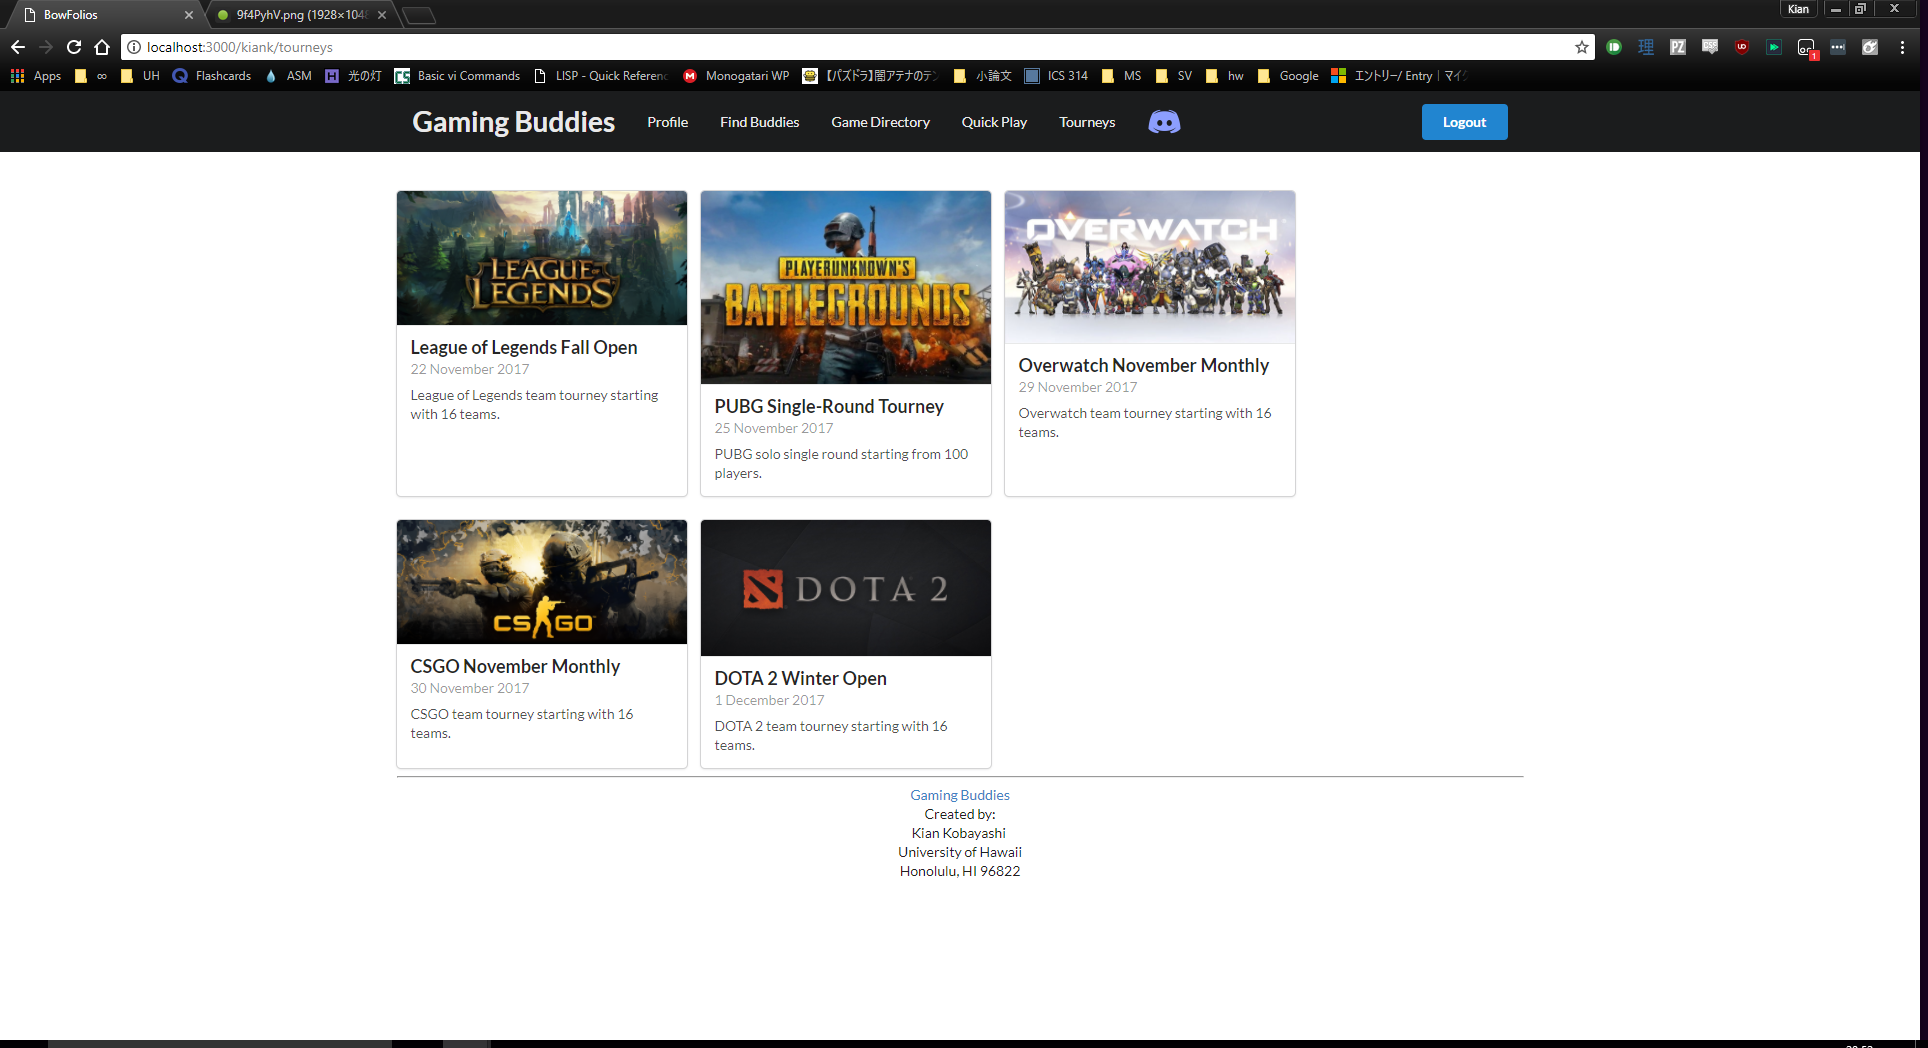 BowFolios
9f4PyhV.png (1928×1048
Kian
localhost:3000/kiank/tourneys
Apps
∞
UH
Flashcards
ASM
光の灯
Basic vi Commands
LISP - Quick Referenc
Monogatari WP
【パズドラ】闇アテナのテン
小論文
ICS 314
MS
SV
hw
Google
エントリー/ Entry | マイ
Gaming Buddies
Profile
Find Buddies
Game Directory
Quick Play
Tourneys
Logout
LEAGUE OF LEGENDS
League of Legends Fall Open
22 November 2017
League of Legends team tourney starting
with 16 teams.
PLAYERUNKNOWN'S
BATTLEGROUNDS
PUBG Single-Round Tourney
25 November 2017
PUBG solo single round starting from 100
players.
OVERWATCH
Overwatch November Monthly
29 November 2017
Overwatch team tourney starting with 16
teams.
CS GO
CSGO November Monthly
30 November 2017
CSGO team tourney starting with 16
teams.
DOTA 2
DOTA 2 Winter Open
1 December 2017
DOTA 2 team tourney starting with 16
teams.
Gaming Buddies
Created by:
Kian Kobayashi
University of Hawaii
Honolulu, HI 96822